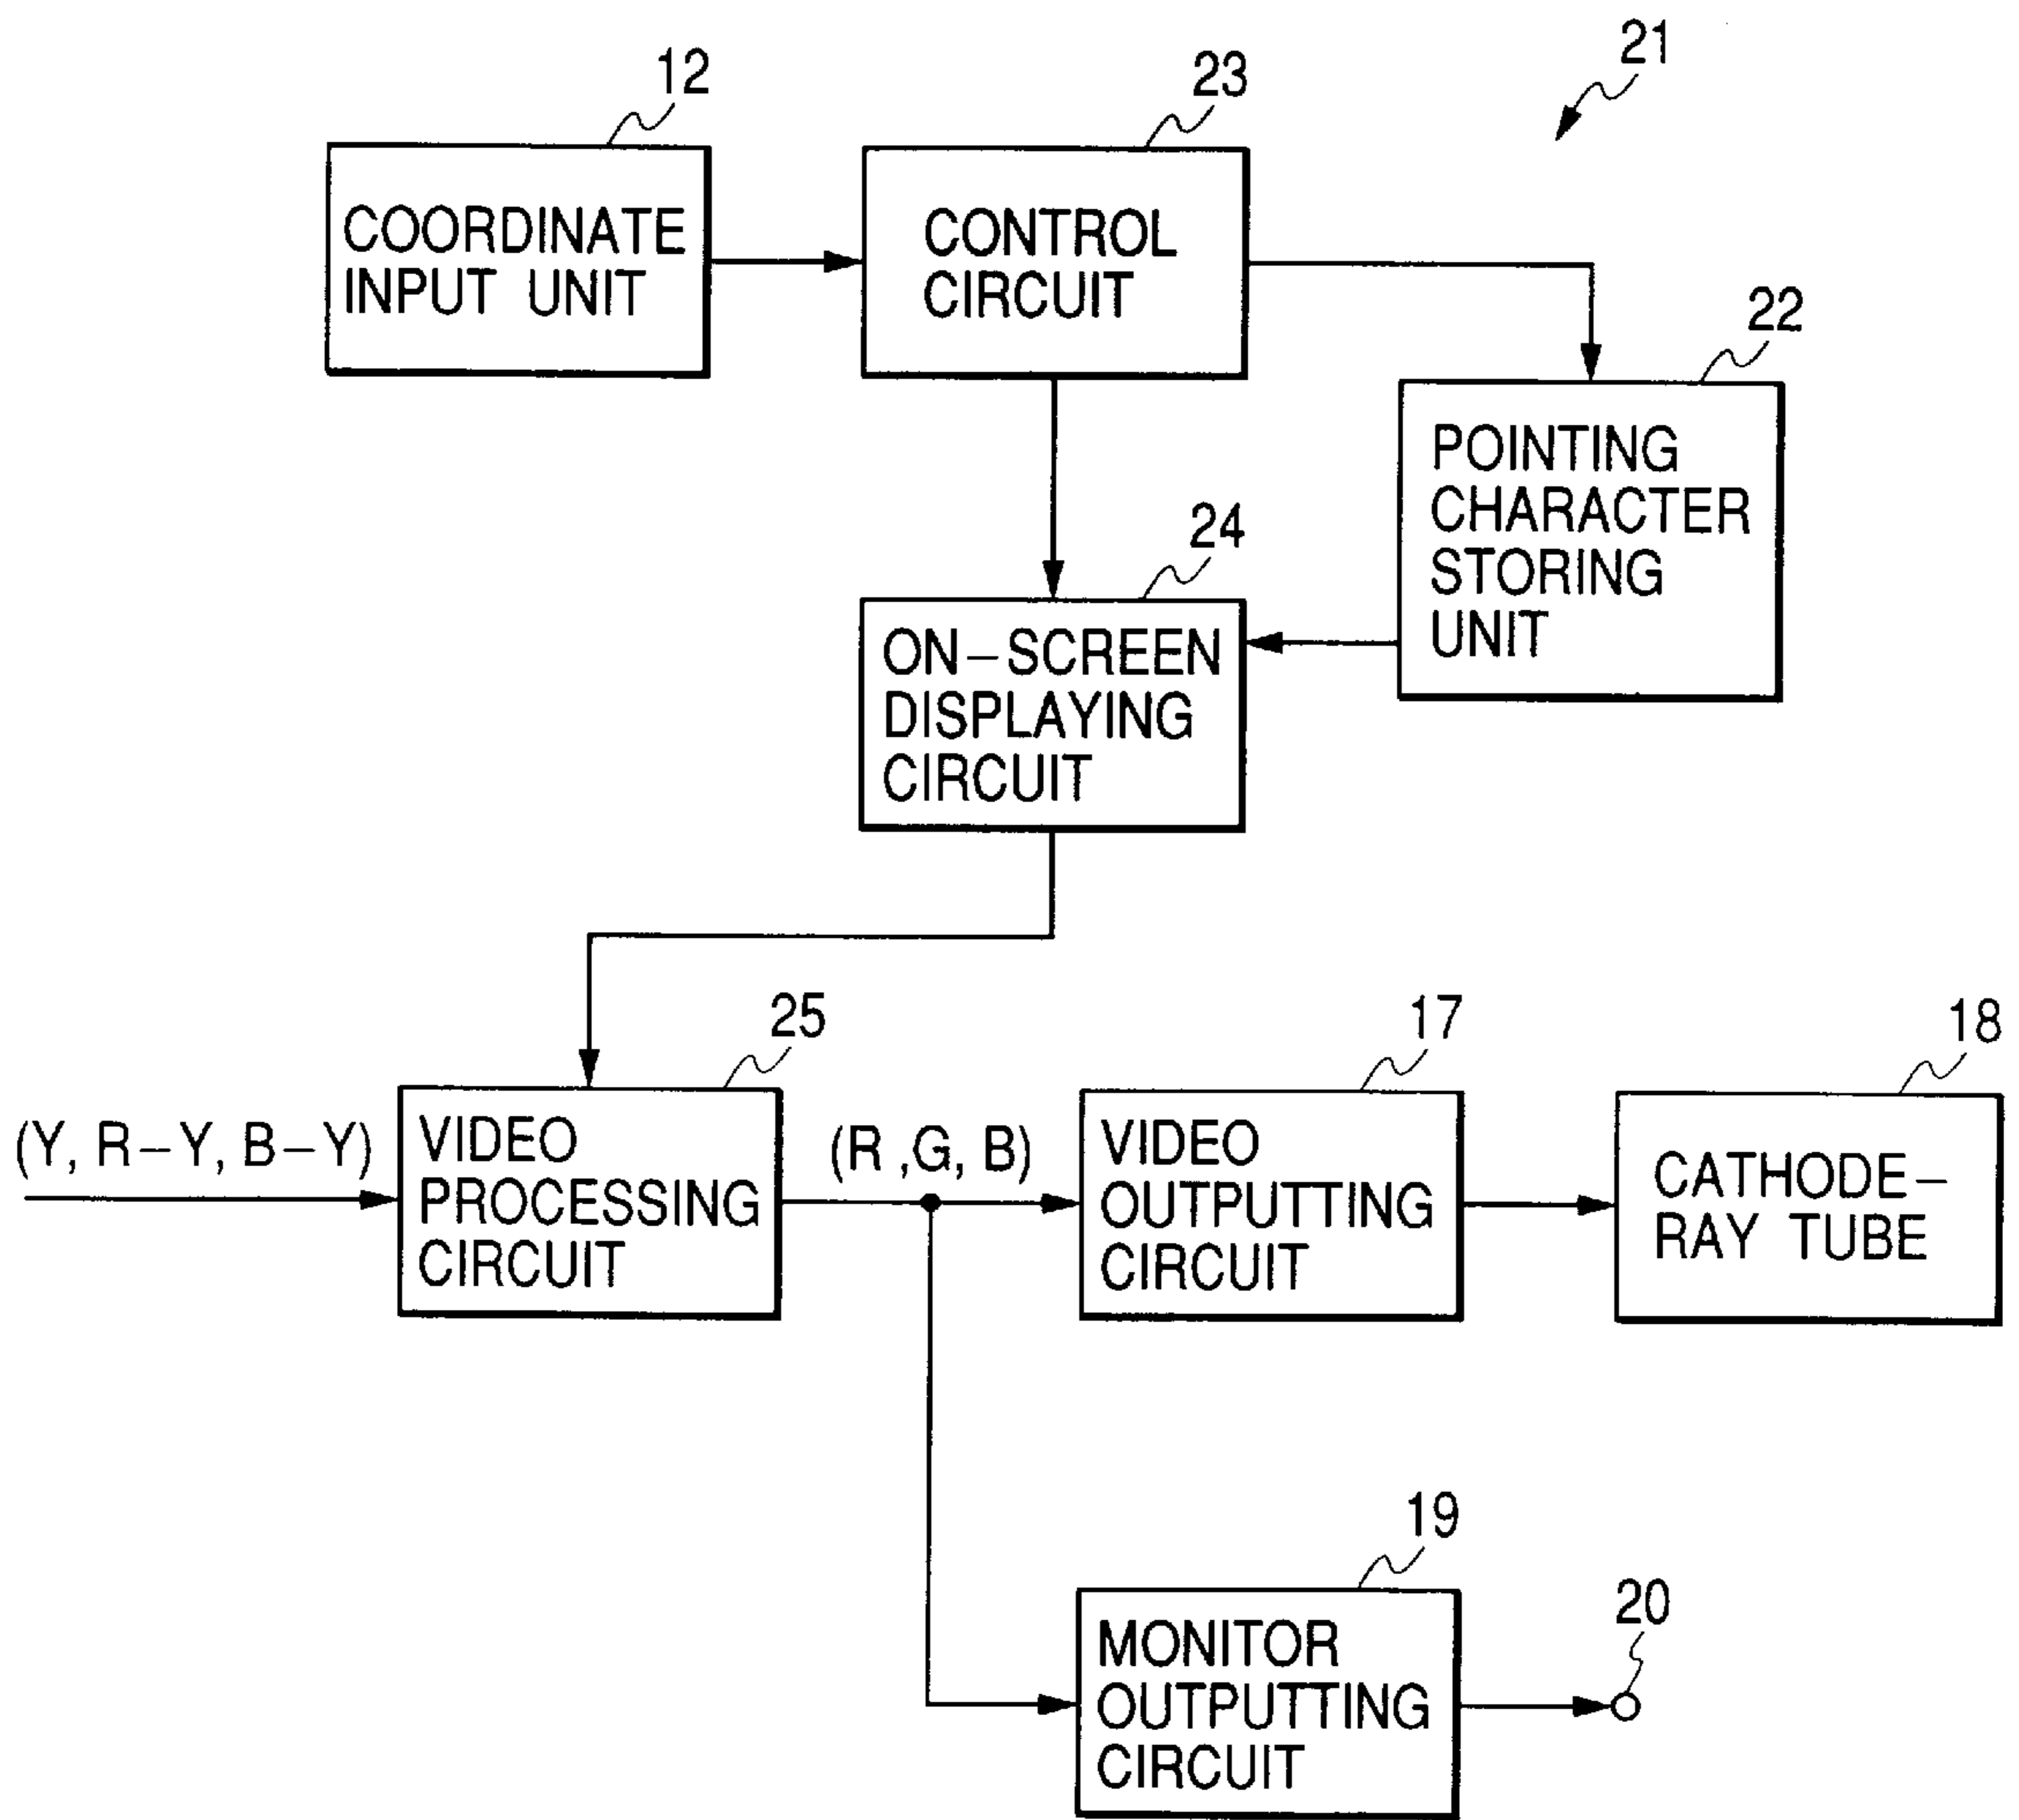 21
12
23
COORDINATE
INPUT UNIT
CONTROL
CIRCUIT
22
POINTING
CHARACTER
STORING
UNIT
24
ON-SCREEN
DISPLAYING
CIRCUIT
25
17
18
(Y, R-Y, B-Y)
VIDEO
PROCESSING
CIRCUIT
(R ,G, B)
VIDEO
OUTPUTTING
CIRCUIT
CATHODE-
RAY TUBE
19
20
MONITOR
OUTPUTTING
CIRCUIT